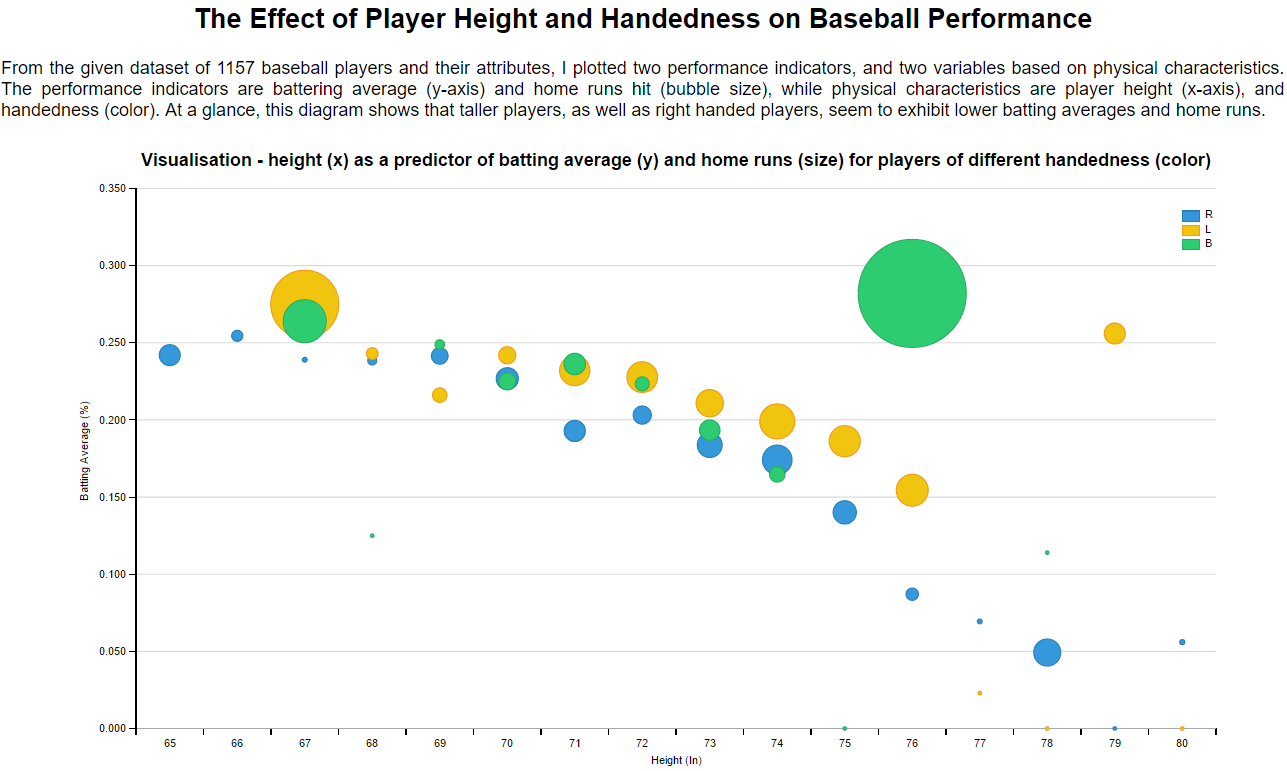 The Effect of Player Height and Handedness on Baseball Performance
From the given dataset of 1157 baseball players and their attributes, I plotted two performance indicators, and two variables based on physical characteristics.
The performance indicators are battering average (y-axis) and home runs hit (bubble size), while physical characteristics are player height (x-axis), and
handedness (color). At a glance, this diagram shows that taller players, as well as right handed players, seem to exhibit lower batting averages and home runs.
Visualisation - height (x) as a predictor of batting average (y) and home runs (size) for players of different handedness (color)
0.350
0.300
0.250
0.200
0.150
0.100
0.050
0.000
Batting Average (%)
R
L
B
65 66 67 68 69 70 71 72 73 74 75 76 77 78 79 80
Height (In)